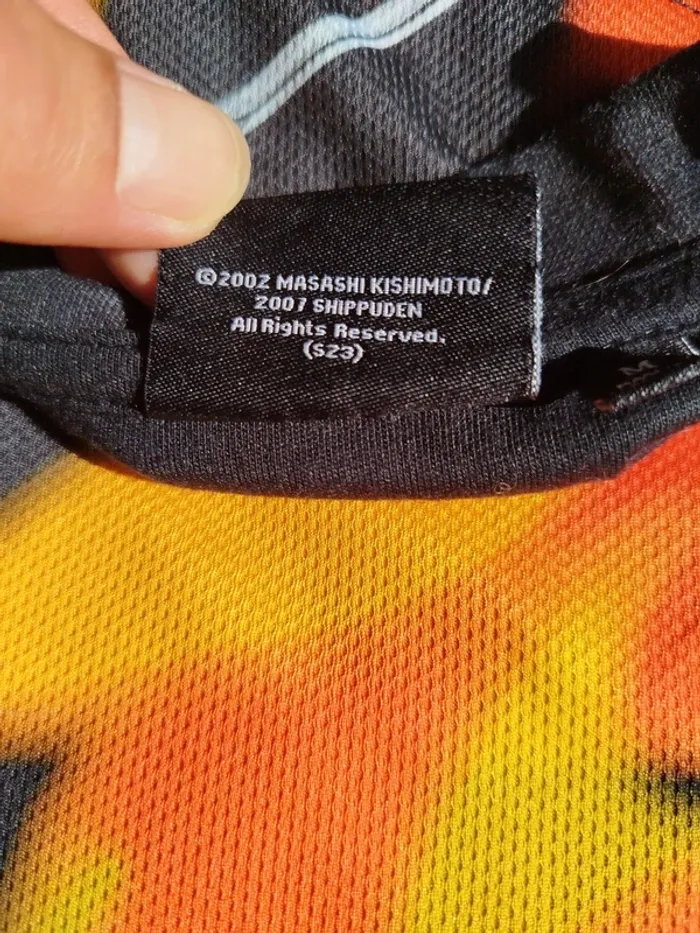 ©2002 MASASHI KISHIMOTO/
2007 SHIPPUDEN
All Rights Reserved.
(S23)
M